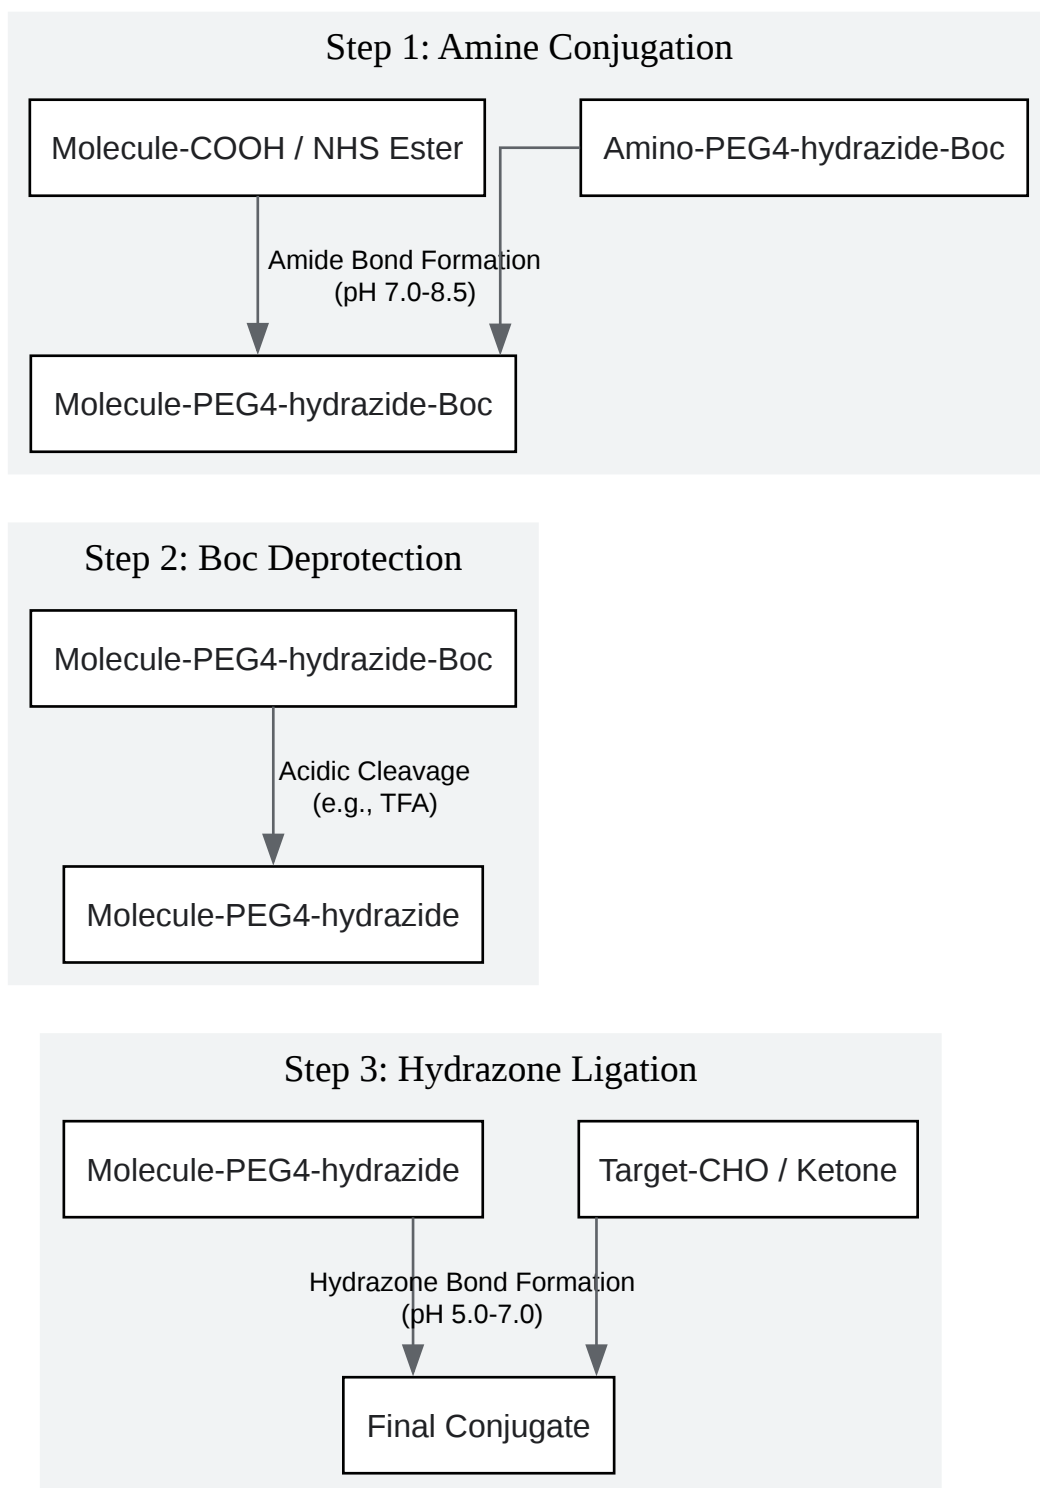 Step 1: Amine Conjugation
Molecule-COOH / NHS Ester
Amino-PEG4-hydrazide-Boc
Amide Bond Formation
(pH 7.0-8.5)
Molecule-PEG4-hydrazide-Boc
Step 2: Boc Deprotection
Molecule-PEG4-hydrazide-Boc
Acidic Cleavage
(e.g., TFA)
Molecule-PEG4-hydrazide
Step 3: Hydrazone Ligation
Molecule-PEG4-hydrazide
Target-CHO / Ketone
Hydrazone Bond Formation
(pH 5.0-7.0)
Final Conjugate